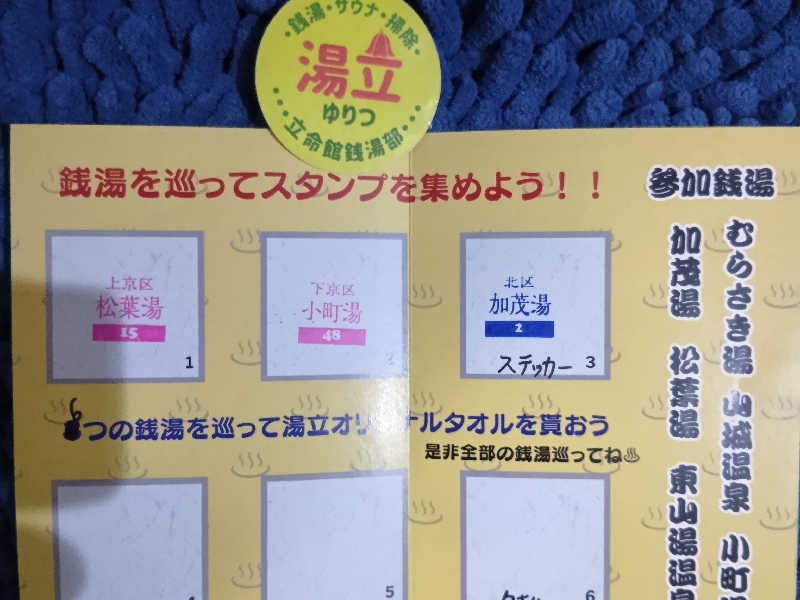 ・銭湯・サウナ・掃除・
湯立
ゆりつ
・・・立命館銭湯部・・・
銭湯を巡ってスタンプを集めよう！！
上京区
松葉湯
15
1
下京区
小町湯
48
北区
加茂湯
2
ステッカー 3
つの銭湯を巡って湯立オリジナルタオルを貰おう
是非全部の銭湯巡ってね♨
5
6
参加銭湯
むらさき湯 山城温泉 小町
加茂湯 松葉湯 東山湯温泉